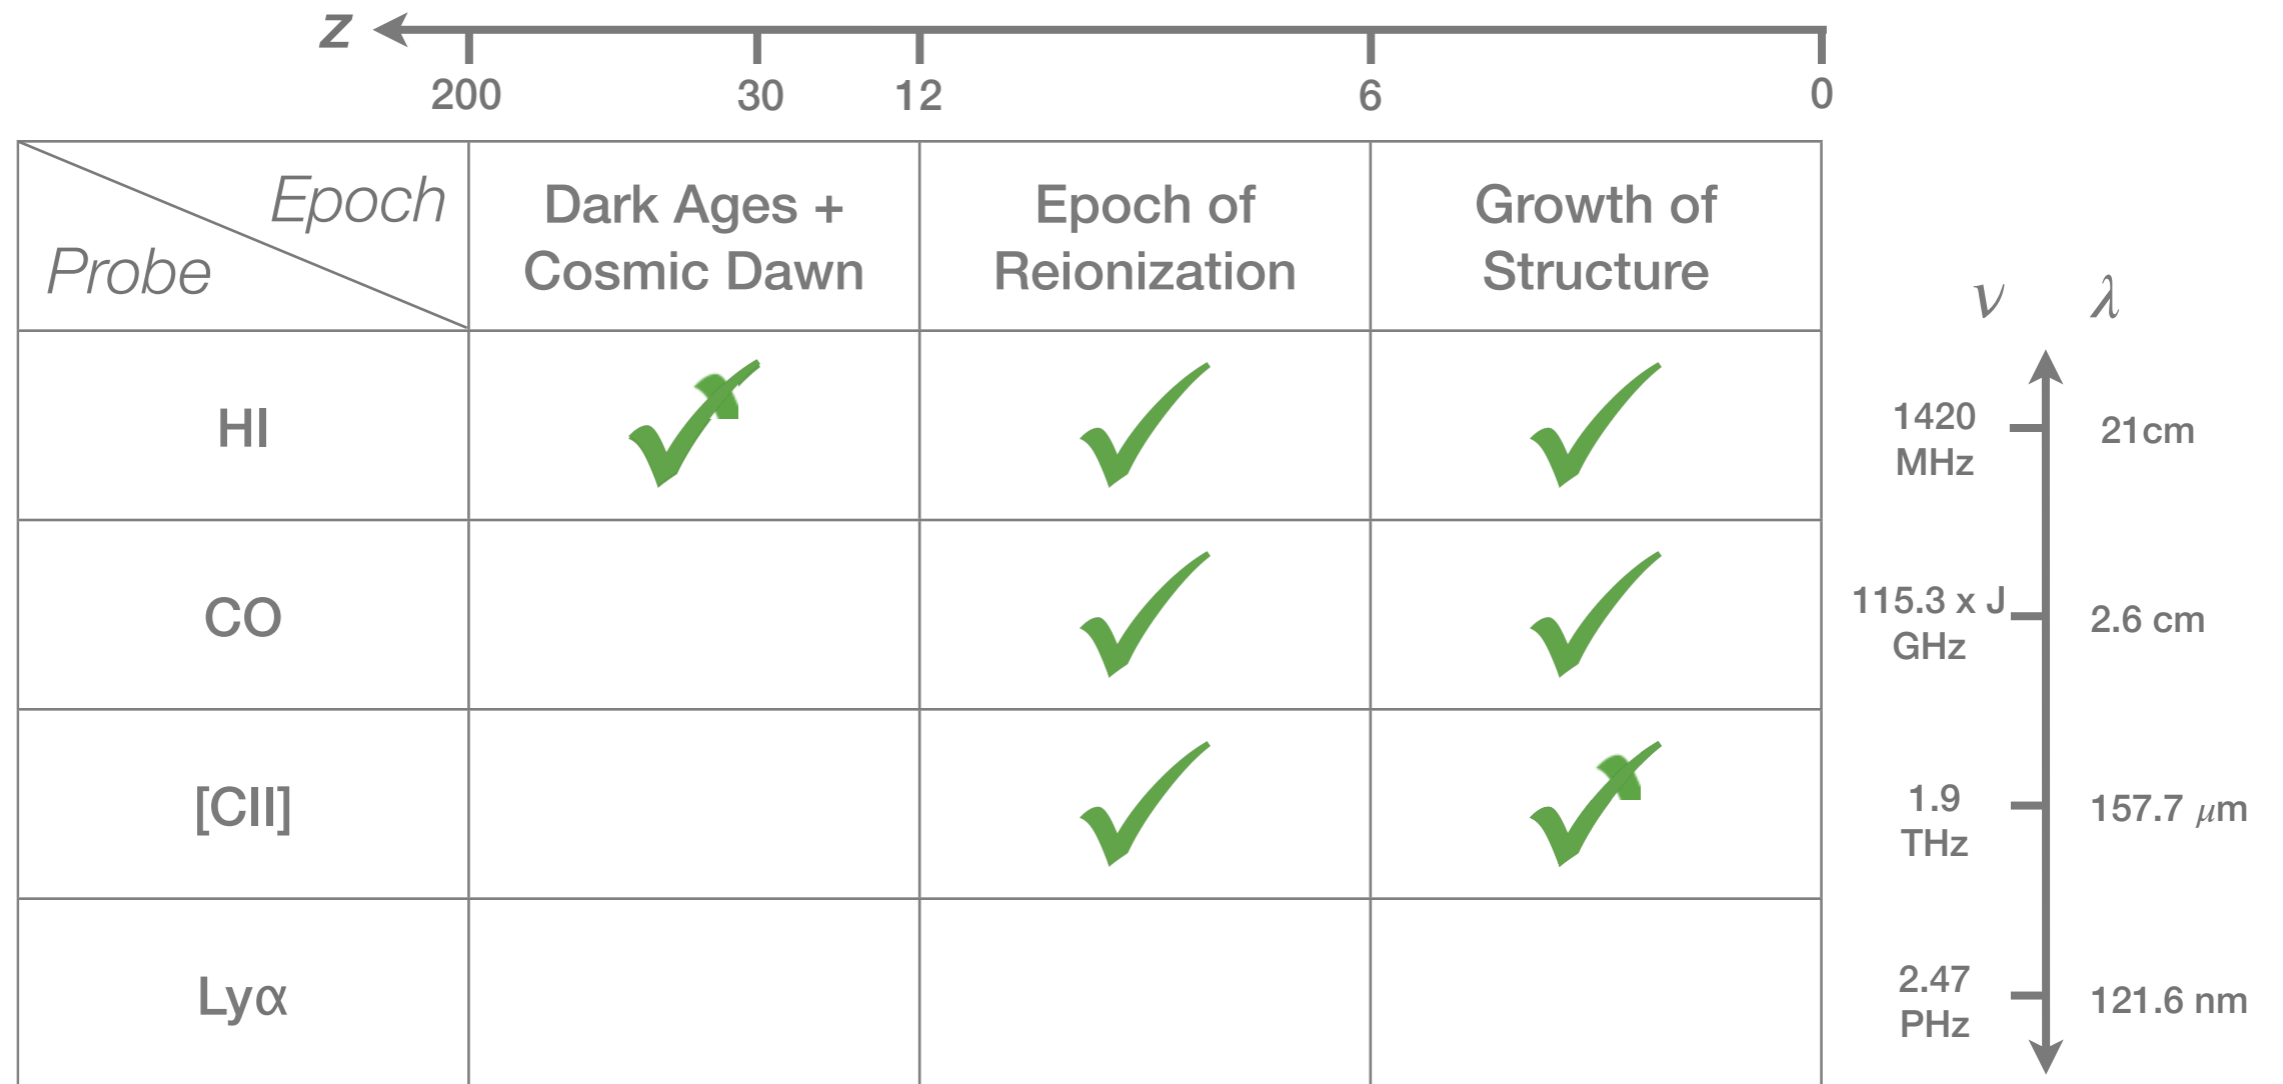 z
200 30 12 6 0
Epoch
Probe
Dark Ages +
Cosmic Dawn
Epoch of
Reionization
Growth of
Structure
ν λ
HI
1420
MHz
21cm
CO
115.3 x J
GHz
2.6 cm
[CII]
1.9
THz
157.7 μm
Lyα
2.47
PHz
121.6 nm